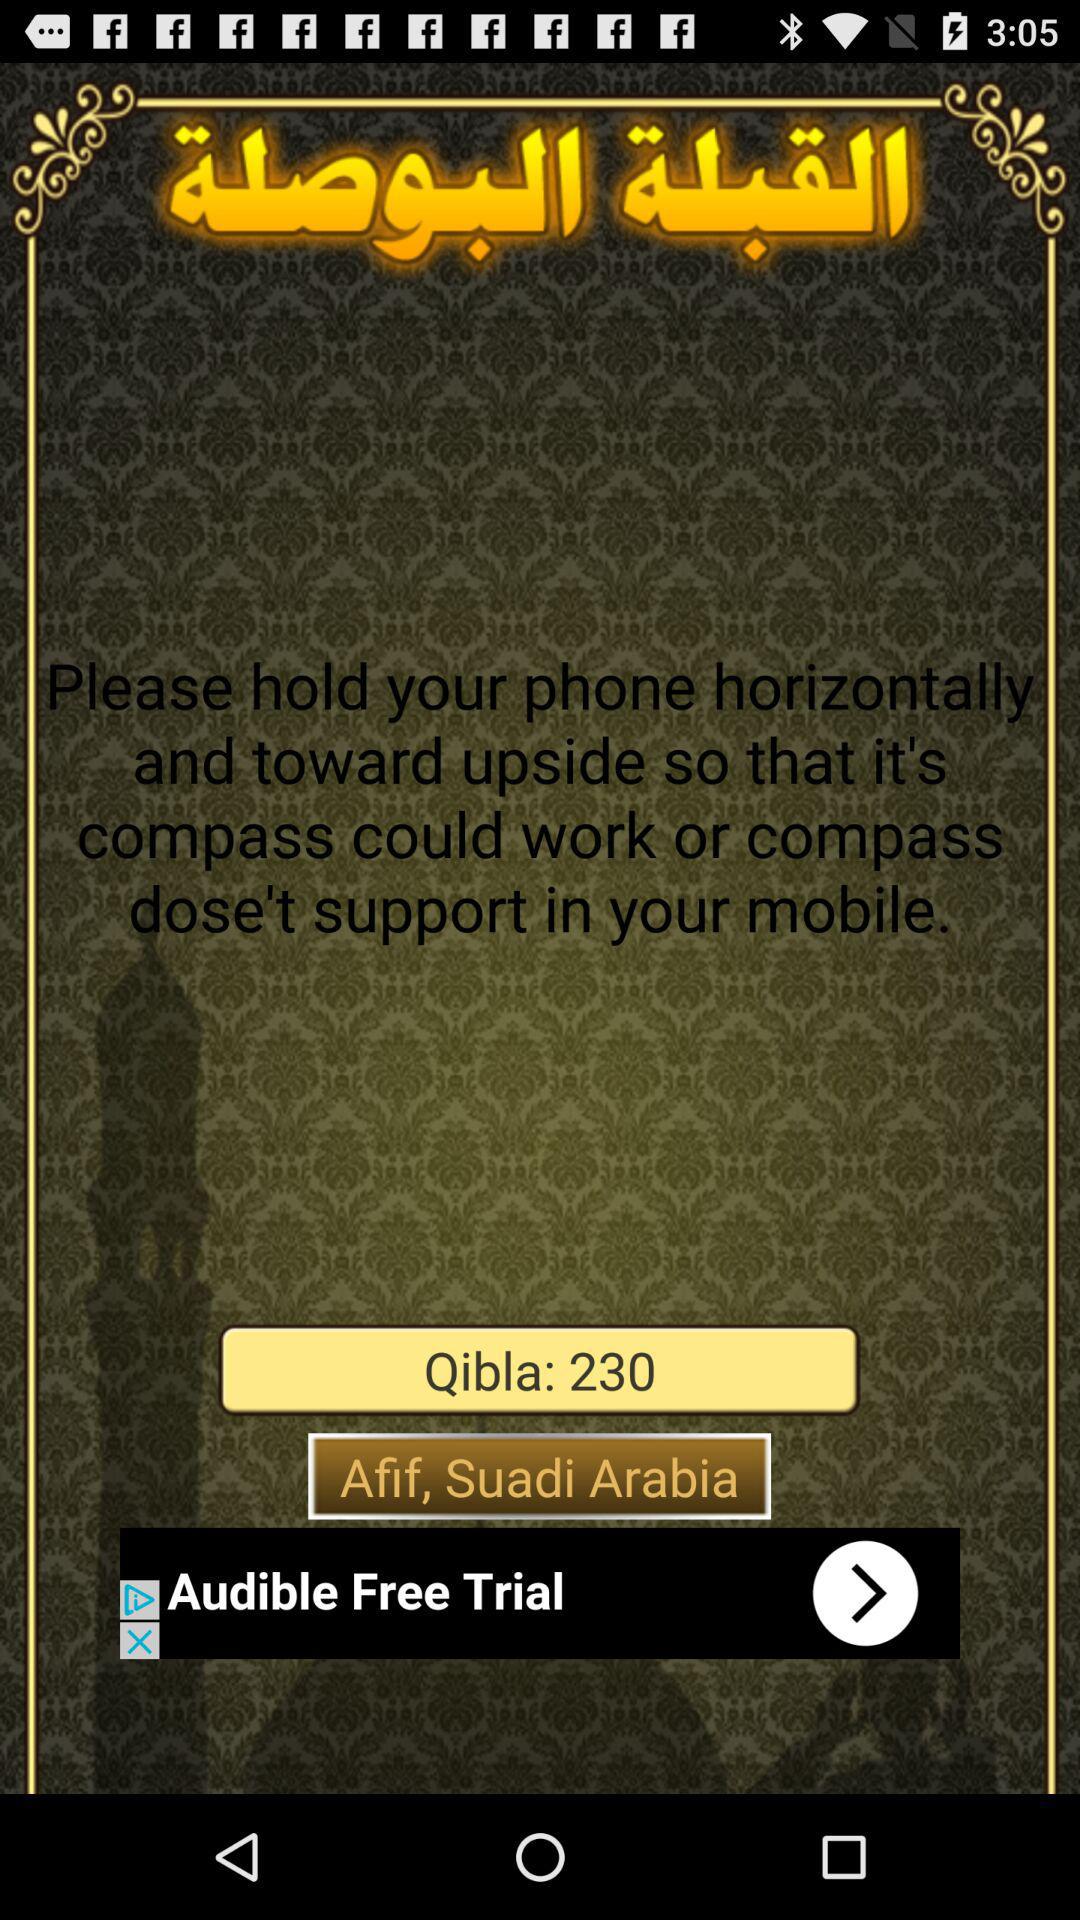 3:05
القبلة البوصلة
Please hold your phone horizontally
and toward upside so that it's
compass could work or compass
dose't support in your mobile.
Qibla: 230
Afif, Suadi Arabia
Audible Free Trial